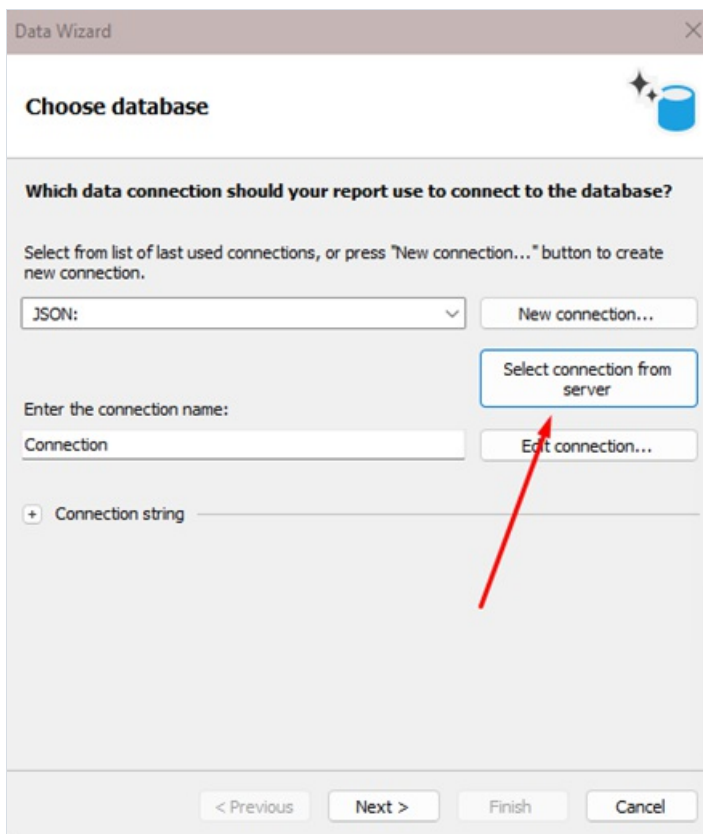 Data Wizard
Choose database
Which data connection should your report use to connect to the database?
Select from list of last used connections, or press "New connection..." button to create
new connection.
JSON:
New connection...
Select connection from
server
Enter the connection name:
Connection
Edit connection...
+ Connection string
< Previous
Next >
Finish
Cancel